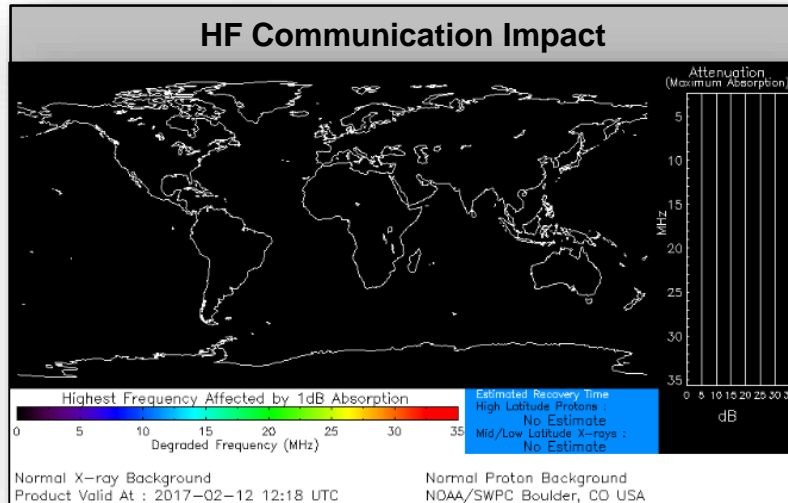 HF Communication Impact
Attenuation
(Maximum Absorption)
5
10
15
20
25
30
35
MHz
0 5 10 15 20 25 30
dB
Highest Frequency Affected by 1dB Absorption
0 5 10 15 20 25 30 35
Degraded Frequency (MHz)
Estimated Recovery Time
High Latitude Protons :
No Estimate
Mid/Low Latitude X-rays :
No Estimate
Normal X-ray Background
Product Valid At : 2017-02-12 12:18 UTC
Normal Proton Background
NOAA/SWPC Boulder, CO USA